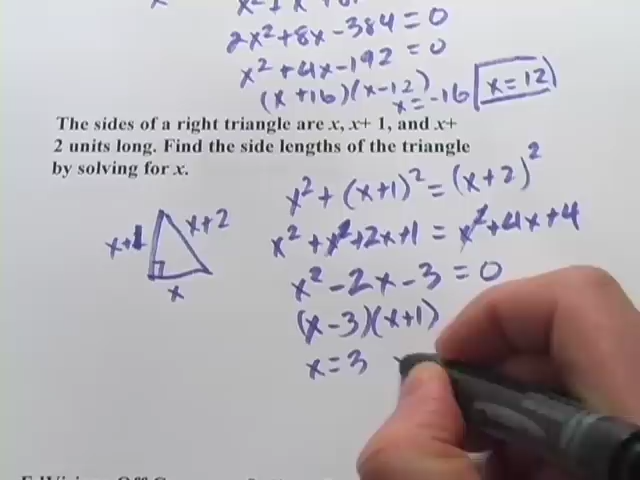 2x² + 8x - 384 = 0
x² + 4x - 192 = 0
(x + 16)(x - 12)
x = -16 x = 12
The sides of a right triangle are x, x+ 1, and x+
2 units long. Find the side lengths of the triangle
by solving for x.
x² + (x+1)² = (x+2)²
x+1 x+2
x² + x² + 2x + 1 = x² + 4x + 4
x
x² - 2x - 3 = 0
(x - 3)(x + 1)
x = 3